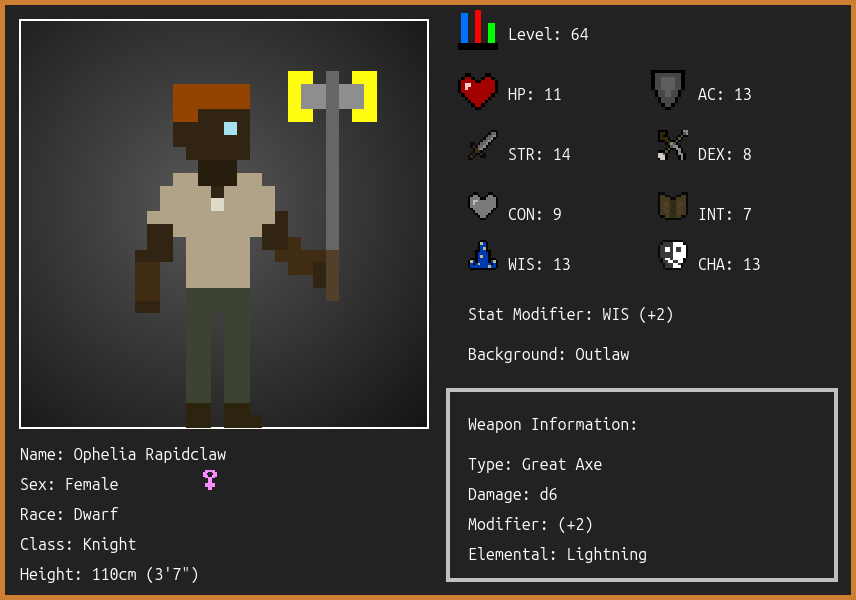 Level: 64
HP: 11
AC: 13
STR: 14
DEX: 8
CON: 9
INT: 7
WIS: 13
CHA: 13
Stat Modifier: WIS (+2)
Background: Outlaw
Weapon Information:
Type: Great Axe
Damage: d6
Modifier: (+2)
Elemental: Lightning
Name: Ophelia Rapidclaw
Sex: Female
Race: Dwarf
Class: Knight
Height: 110cm (3'7")